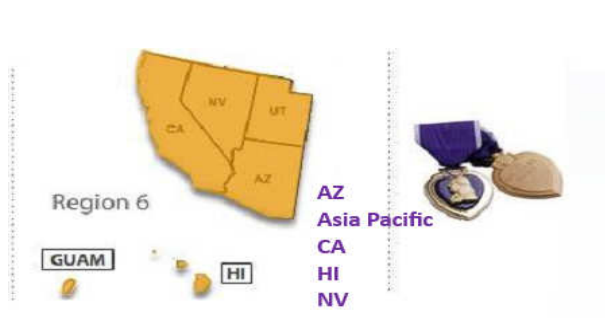 NV
UT
CA
AZ
Region 6
GUAM
HI
AZ
Asia Pacific
CA
HI
NV